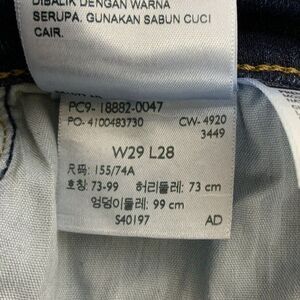 DIBALIK DENGAN WARNA
SERUPA. GUNAKAN SABUN CUCI
CAIR.
PC9- 18882-0047
PO- 4100483730 CW- 4920
3449
W29 L28
尺码: 155/74A
호칭: 73-99 허리둘레: 73 cm
엉덩이둘레: 99 cm
S40197 AD